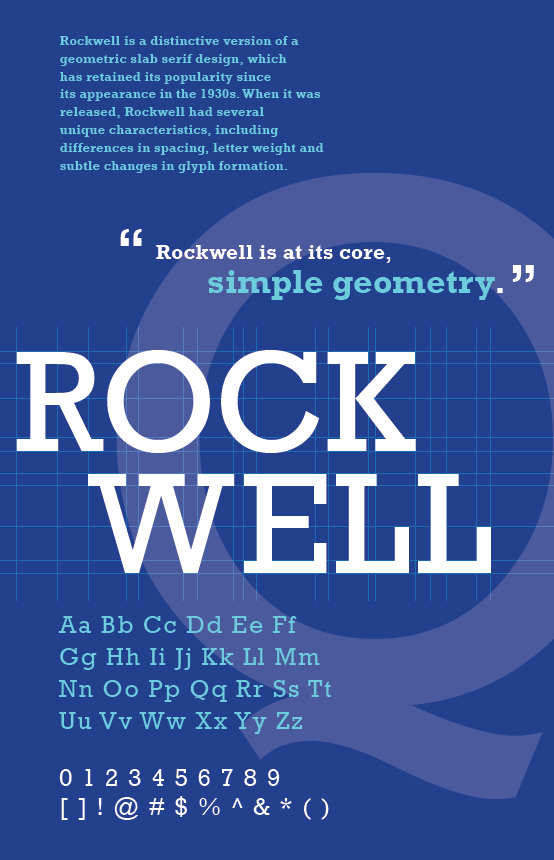 Rockwell is a distinctive version of a
geometric slab serif design, which
has retained its popularity since
its appearance in the 1930s. When it was
released, Rockwell had several
unique characteristics, including
differences in spacing, letter weight and
subtle changes in glyph formation.
“Rockwell is at its core,
simple geometry.”
ROCK
WELL
Aa Bb Cc Dd Ee Ff
Gg Hh Ii Jj Kk Ll Mm
Nn Oo Pp Qq Rr Ss Tt
Uu Vv Ww Xx Yy Zz
0 1 2 3 4 5 6 7 8 9
[ ] ! @ # $ % ^ & * ( )
Q